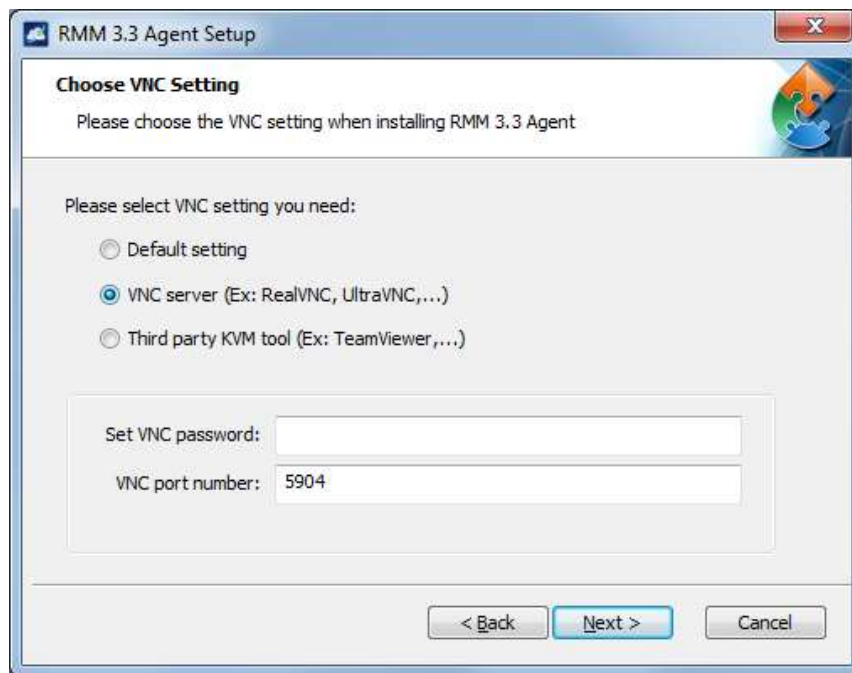 RMM 3.3 Agent Setup
Choose VNC Setting
Please choose the VNC setting when installing RMM 3.3 Agent
Please select VNC setting you need:
Default setting
VNC server (Ex: RealVNC, UltraVNC,...)
Third party KVM tool (Ex: TeamViewer,...)
Set VNC password:
VNC port number: 5904
< Back Next > Cancel